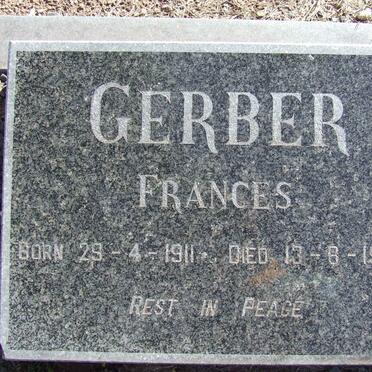 GERBER
FRANCES
BORN 29-4-1911. DIED 13-8-19
REST IN PEACE